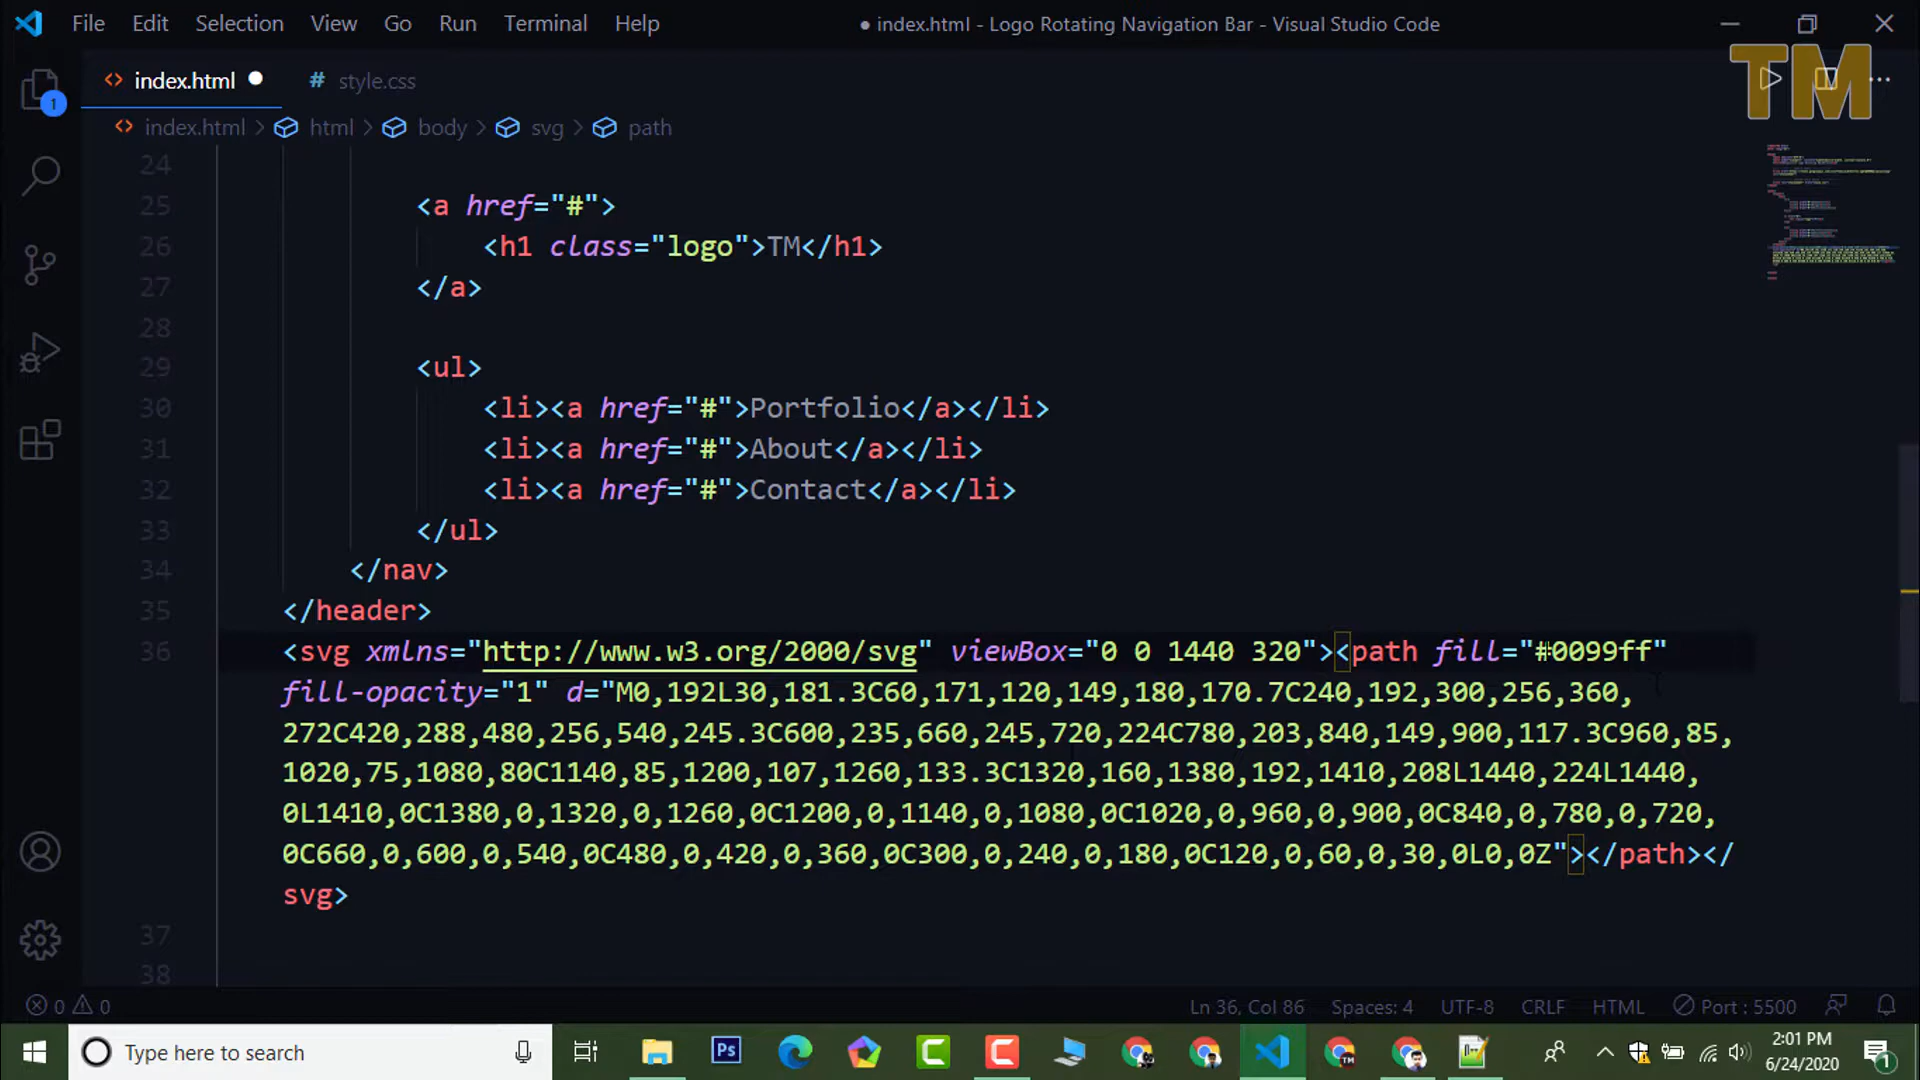 File Edit Selection View Go Run Terminal Help ● index.html - Logo Rotating Navigation Bar - Visual Studio Code
TM
<> index.html ● # style.css
<> index.html > html > body > svg > path
24
25 <a href="#">
26 <h1 class="logo">TM</h1>
27 </a>
28
29 <ul>
30 <li><a href="#">Portfolio</a></li>
31 <li><a href="#">About</a></li>
32 <li><a href="#">Contact</a></li>
33 </ul>
34 </nav>
35 </header>
36 <svg xmlns="http://www.w3.org/2000/svg" viewBox="0 0 1440 320"><path fill="#0099ff"
fill-opacity="1" d="M0,192L30,181.3C60,171,120,149,180,170.7C240,192,300,256,360,
272C420,288,480,256,540,245.3C600,235,660,245,720,224C780,203,840,149,900,117.3C960,85,
1020,75,1080,80C1140,85,1200,107,1260,133.3C1320,160,1380,192,1410,208L1440,224L1440,
0L1410,0C1380,0,1320,0,1260,0C1200,0,1140,0,1080,0C1020,0,960,0,900,0C840,0,780,0,720,
0C660,0,600,0,540,0C480,0,420,0,360,0C300,0,240,0,180,0C120,0,60,0,30,0L0,0Z"></path></
svg>
37
38
1
0 0 Ln 36, Col 86 Spaces: 4 UTF-8 CRLF HTML Port : 5500
Type here to search Ps 2:01 PM
6/24/2020 1